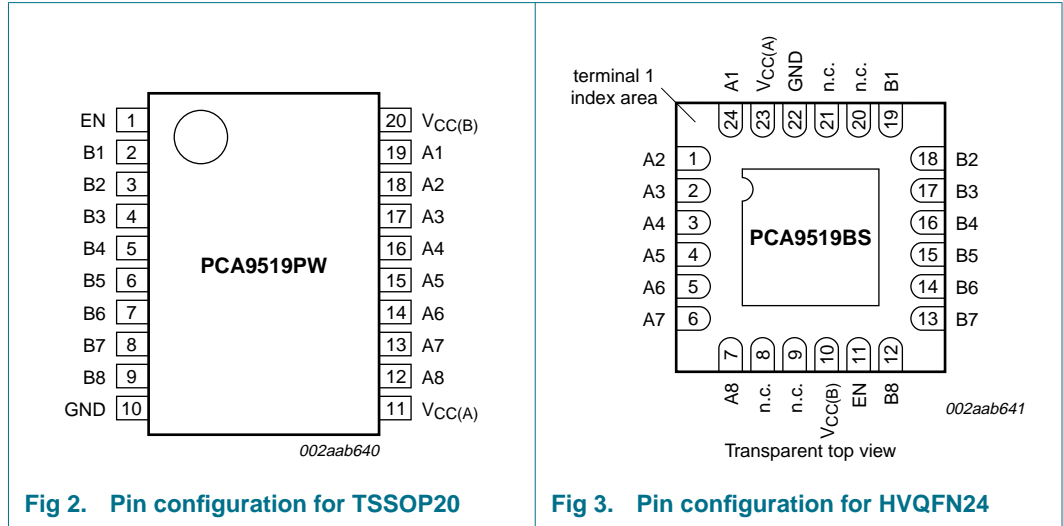 EN 1
B1 2
B2 3
B3 4
B4 5
B5 6
B6 7
B7 8
B8 9
GND 10
PCA9519PW
20 VCC(B)
19 A1
18 A2
17 A3
16 A4
15 A5
14 A6
13 A7
12 A8
11 VCC(A)
002aab640
Fig 2. Pin configuration for TSSOP20
terminal 1
index area
A1 VCC(A) GND n.c. n.c. B1
24 23 22 21 20 19
A2 1
A3 2
A4 3
A5 4
A6 5
A7 6
PCA9519BS
18 B2
17 B3
16 B4
15 B5
14 B6
13 B7
7 8 9 10 11 12
A8 n.c. n.c. VCC(B) EN B8
002aab641
Transparent top view
Fig 3. Pin configuration for HVQFN24